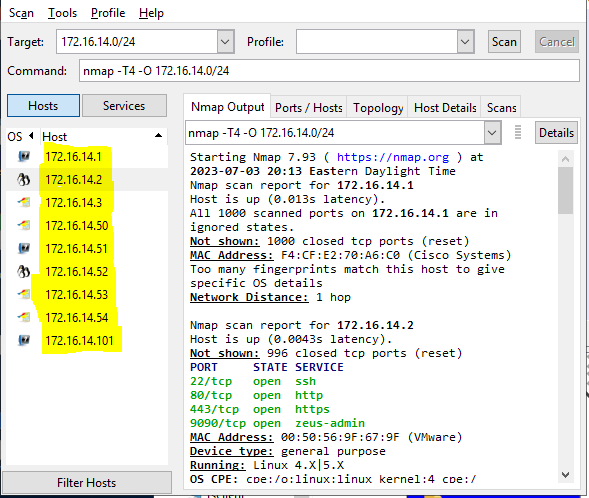 Scan Tools Profile Help
Target: 172.16.14.0/24 Profile: Scan Cancel
Command: nmap -T4 -O 172.16.14.0/24
Hosts Services
OS Host
172.16.14.1
172.16.14.2
172.16.14.3
172.16.14.50
172.16.14.51
172.16.14.52
172.16.14.53
172.16.14.54
172.16.14.101
Filter Hosts
Nmap Output Ports / Hosts Topology Host Details Scans
nmap -T4 -O 172.16.14.0/24 Details
Starting Nmap 7.93 ( https://nmap.org ) at
2023-07-03 20:13 Eastern Daylight Time
Nmap scan report for 172.16.14.1
Host is up (0.013s latency).
All 1000 scanned ports on 172.16.14.1 are in
ignored states.
Not shown: 1000 closed tcp ports (reset)
MAC Address: F4:CF:E2:70:A6:C0 (Cisco Systems)
Too many fingerprints match this host to give
specific OS details
Network Distance: 1 hop
Nmap scan report for 172.16.14.2
Host is up (0.0043s latency).
Not shown: 996 closed tcp ports (reset)
PORT STATE SERVICE
22/tcp open ssh
80/tcp open http
443/tcp open https
9090/tcp open zeus-admin
MAC Address: 00:50:56:9F:67:9F (VMware)
Device type: general purpose
Running: Linux 4.X|5.X
OS CPE: cpe:/o:linux:linux_kernel:4 cpe:/